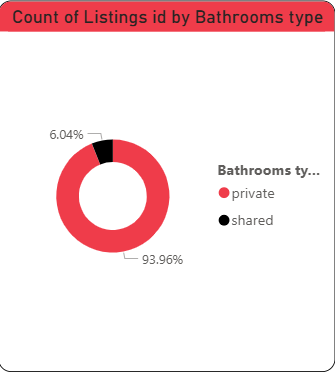 Count of Listings id by Bathrooms type
6.04%
Bathrooms ty...
private
shared
93.96%